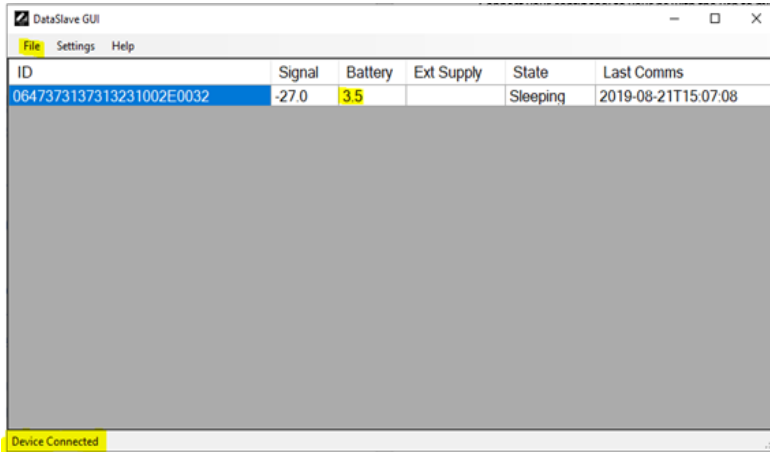 DataSlave GUI
File Settings Help
ID Signal Battery Ext Supply State Last Comms
0647373137313231002E0032 -27.0 3.5 Sleeping 2019-08-21T15:07:08
Device Connected